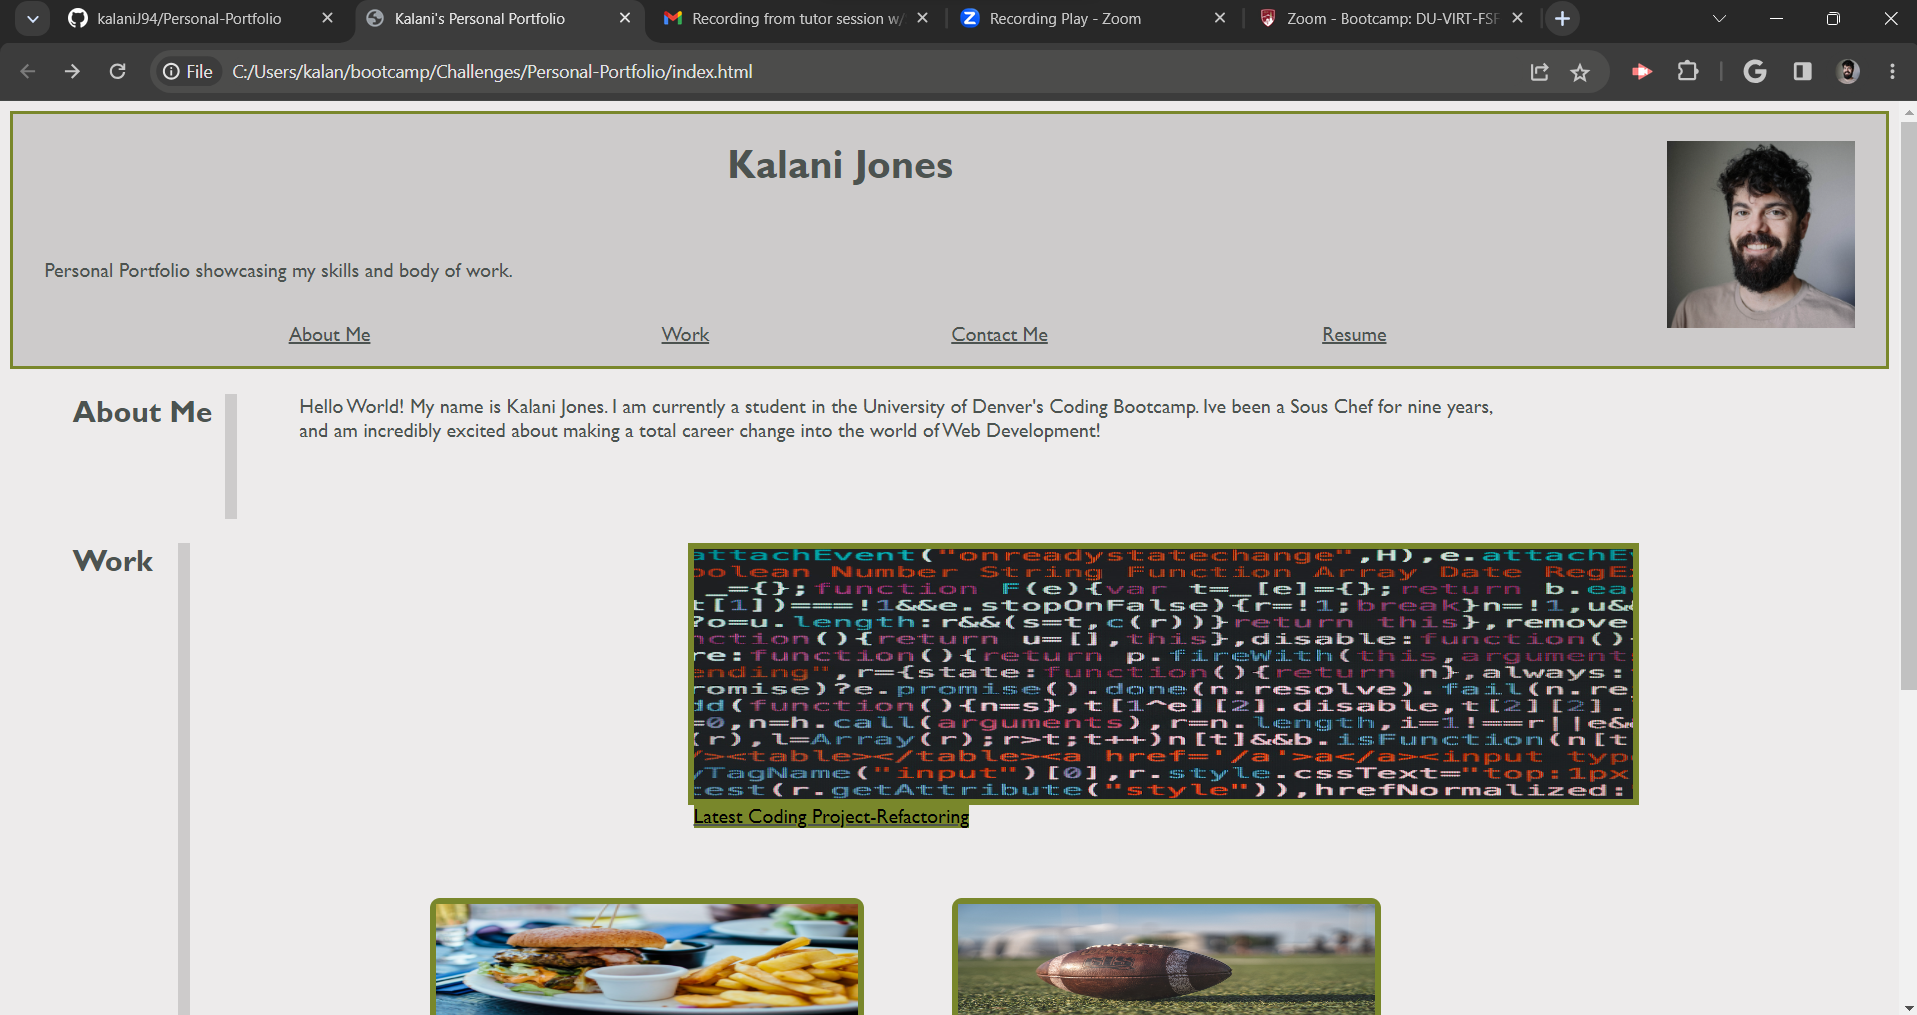 kalaniJ94/Personal-Portfolio
Kalani's Personal Portfolio
Recording from tutor session w/
Recording Play - Zoom
Zoom - Bootcamp: DU-VIRT-FSF
File
C:/Users/kalan/bootcamp/Challenges/Personal-Portfolio/index.html
Kalani Jones
Personal Portfolio showcasing my skills and body of work.
About Me
Work
Contact Me
Resume
About Me
Hello World! My name is Kalani Jones. I am currently a student in the University of Denver's Coding Bootcamp. Ive been a Sous Chef for nine years,
and am incredibly excited about making a total career change into the world of Web Development!
Work
attachEvent("onreadystatechange",H),e.attachE
oolean Number String Function Array Date RegE
_={};function F(e){var t=_[e]={};return b.ea
t[1])===!1&&e.stopOnFalse){r=!1;break}n=!1,u&
?o=u.length:r&&(s=t,c(r))}return this},remove
nction(){return u=[],this},disable:function()
re:function(){return p.fireWith(this,argument
ending",r={state:function(){return n},always:
romise)?e.promise().done(n.resolve).fail(n.re
dd(function(){n=s},t[1^e][2].disable,t[2][2].
=0,n=h.call(arguments),r=n.length,i=1!==r||e&
(r),l=Array(r);r>t;t++)n[t]&&b.isFunction(n[t
/><table></table><a href='/a'>a</a><input typ
/TagName("input")[0],r.style.cssText="top:1px
test(r.getAttribute("style")),hrefNormalized:
Latest Coding Project-Refactoring